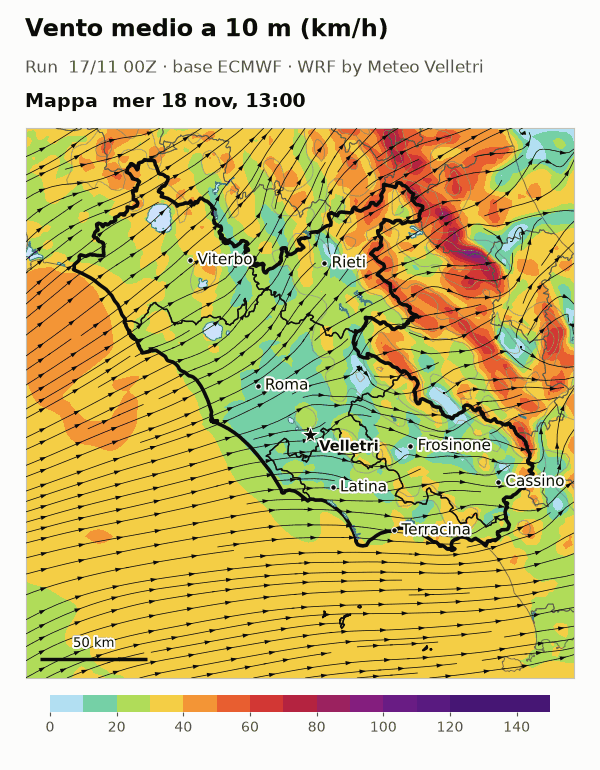 Vento medio a 10 m (km/h)
Run  17/11 00Z · base ECMWF · WRF by Meteo Velletri
Mappa  mer 18 nov, 13:00
Viterbo
Rieti
Roma
Velletri
Frosinone
Cassino
Latina
Terracina
50 km
0 20 40 60 80 100 120 140